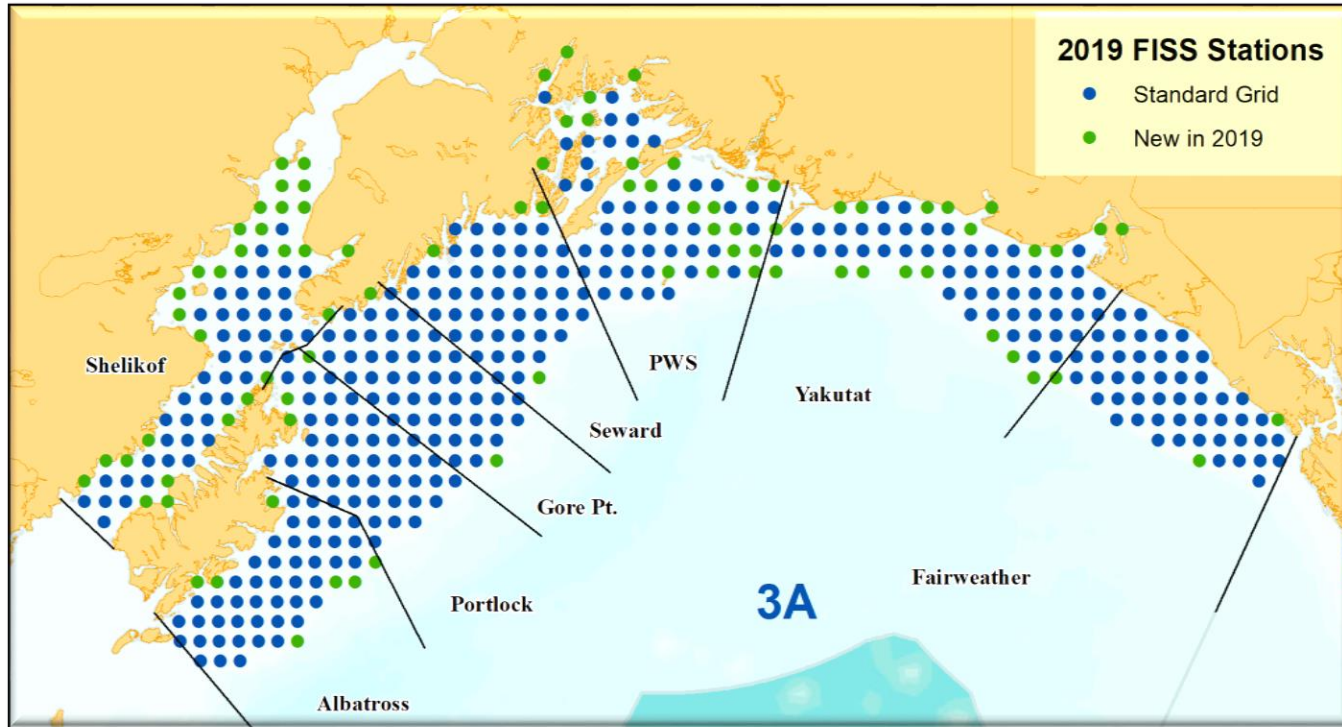 2019 FISS Stations
Standard Grid
New in 2019
Shelikof
PWS
Yakutat
Seward
Gore Pt.
Fairweather
Portlock
3A
Albatross